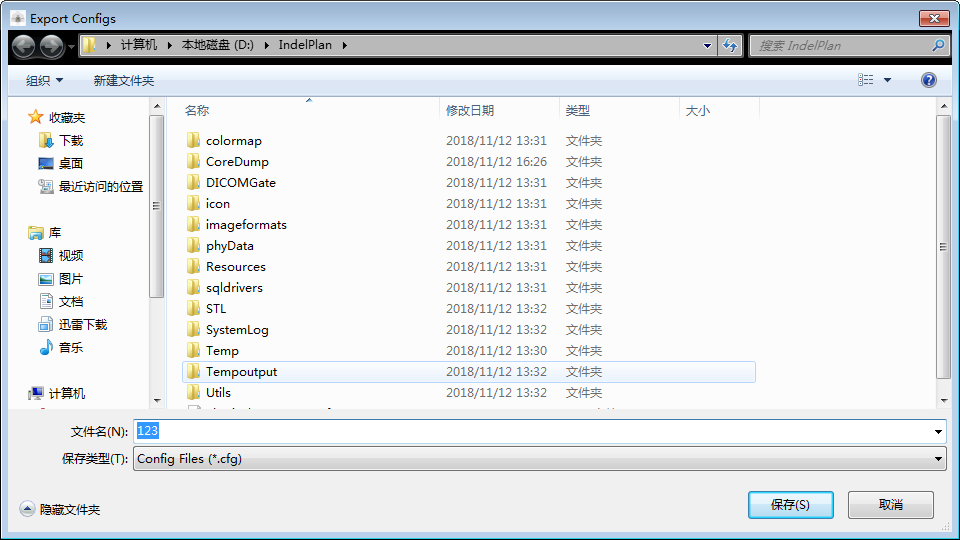 Export Configs
计算机 本地磁盘 (D:) IndelPlan
搜索 IndelPlan
组织 新建文件夹
收藏夹
下载
桌面
最近访问的位置
库
视频
图片
文档
迅雷下载
音乐
计算机
名称 修改日期 类型 大小
colormap 2018/11/12 13:31 文件夹
CoreDump 2018/11/12 16:26 文件夹
DICOMGate 2018/11/12 13:31 文件夹
icon 2018/11/12 13:31 文件夹
imageformats 2018/11/12 13:31 文件夹
phyData 2018/11/12 13:31 文件夹
Resources 2018/11/12 13:31 文件夹
sqldrivers 2018/11/12 13:31 文件夹
STL 2018/11/12 13:32 文件夹
SystemLog 2018/11/12 13:32 文件夹
Temp 2018/11/12 13:30 文件夹
Tempoutput 2018/11/12 13:32 文件夹
Utils 2018/11/12 13:32 文件夹
文件名(N): 123
保存类型(T): Config Files (*.cfg)
隐藏文件夹
保存(S) 取消